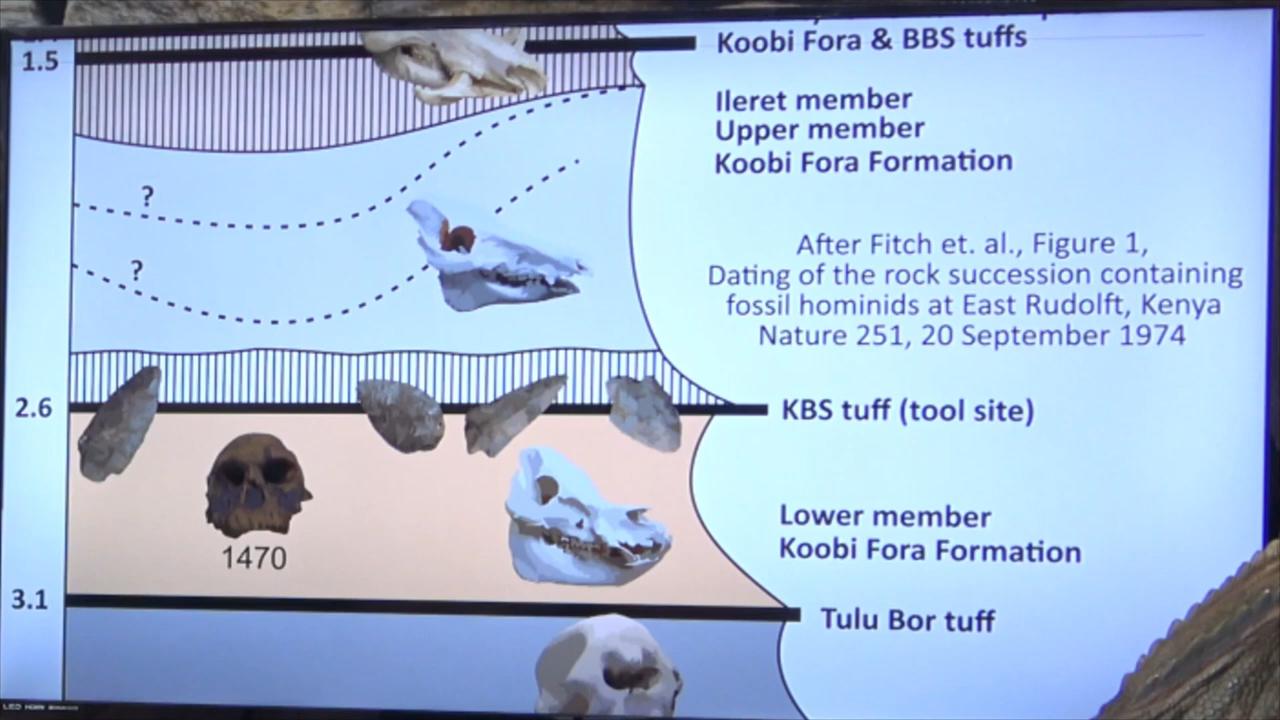 1.5
Koobi Fora & BBS tuffs
Ileret member
Upper member
Koobi Fora Formation
?
?
After Fitch et. al., Figure 1,
Dating of the rock succession containing
fossil hominids at East Rudolft, Kenya
Nature 251, 20 September 1974
2.6
KBS tuff (tool site)
1470
Lower member
Koobi Fora Formation
3.1
Tulu Bor tuff